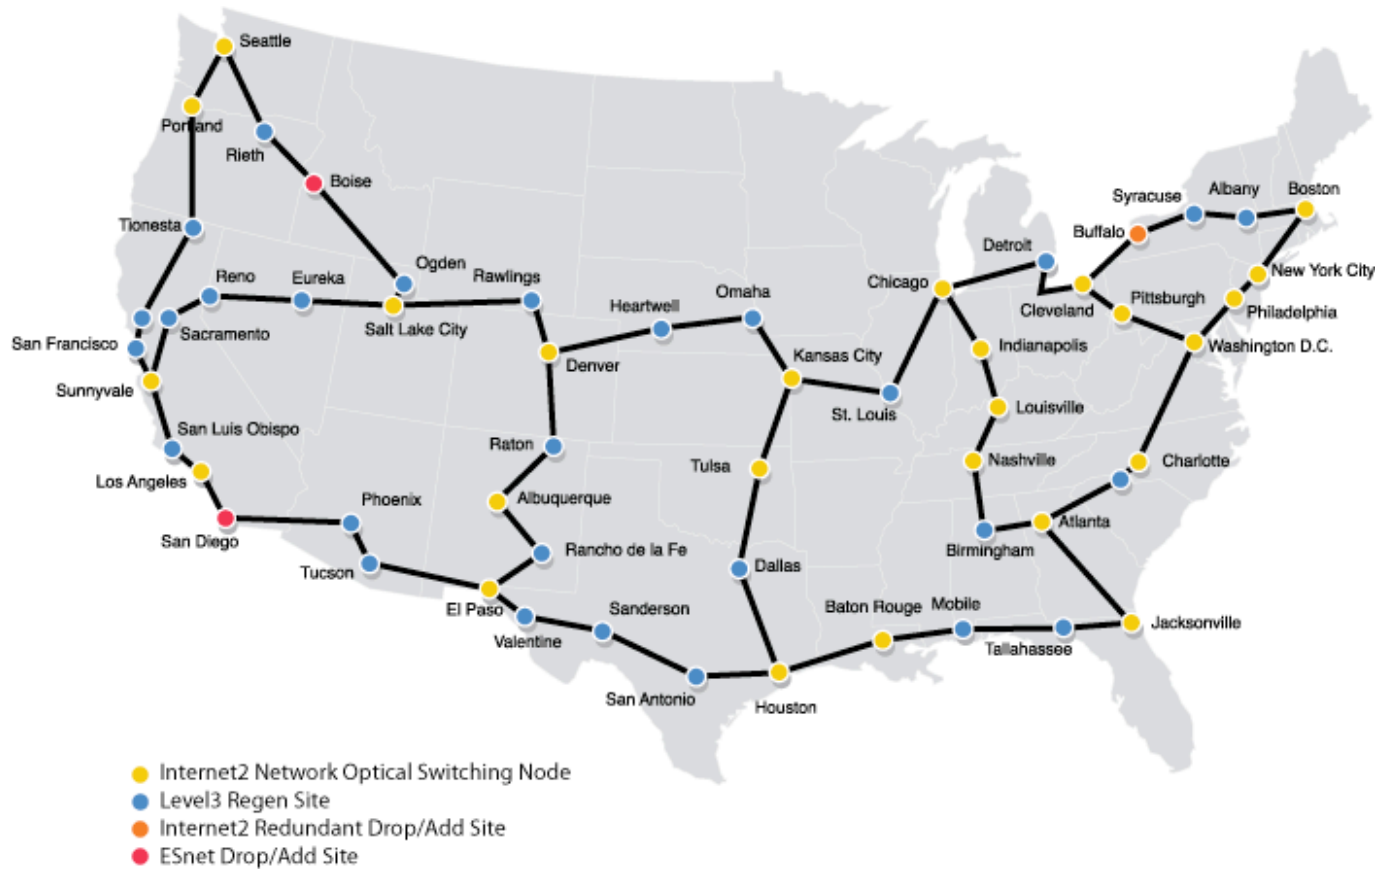 Seattle
Portland
Rieth
Boise
Tionesta
Ogden
Reno
Eureka
Rawlings
Salt Lake City
Sacramento
San Francisco
Sunnyvale
San Luis Obispo
Los Angeles
San Diego
Phoenix
Tucson
Heartwell
Omaha
Denver
Kansas City
St. Louis
Raton
Albuquerque
Rancho de la Fe
El Paso
Valentine
Sanderson
San Antonio
Houston
Tulsa
Dallas
Chicago
Detroit
Cleveland
Buffalo
Syracuse
Albany
Boston
New York City
Philadelphia
Pittsburgh
Washington D.C.
Indianapolis
Louisville
Nashville
Birmingham
Atlanta
Charlotte
Baton Rouge
Mobile
Tallahassee
Jacksonville
Internet2 Network Optical Switching Node
Level3 Regen Site
Internet2 Redundant Drop/Add Site
ESnet Drop/Add Site